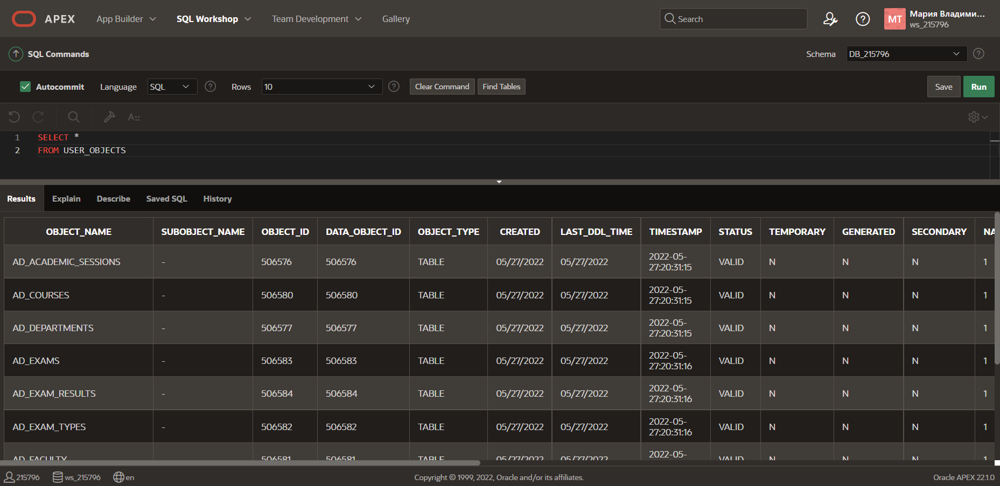 APEX App Builder SQL Workshop Team Development Gallery Search MT Мария Владими...
ws_215796
SQL Commands Schema DB_215796
Autocommit Language SQL Rows 10 Clear Command Find Tables Save Run
A::
1 SELECT *
2 FROM USER_OBJECTS
Results Explain Describe Saved SQL History
OBJECT_NAME SUBOBJECT_NAME OBJECT_ID DATA_OBJECT_ID OBJECT_TYPE CREATED LAST_DDL_TIME TIMESTAMP STATUS TEMPORARY GENERATED SECONDARY NA
AD_ACADEMIC_SESSIONS - 506576 506576 TABLE 05/27/2022 05/27/2022 2022-05-27:20:31:15 VALID N N N 1
AD_COURSES - 506580 506580 TABLE 05/27/2022 05/27/2022 2022-05-27:20:31:15 VALID N N N 1
AD_DEPARTMENTS - 506577 506577 TABLE 05/27/2022 05/27/2022 2022-05-27:20:31:15 VALID N N N 1
AD_EXAMS - 506583 506583 TABLE 05/27/2022 05/27/2022 2022-05-27:20:31:16 VALID N N N 1
AD_EXAM_RESULTS - 506584 506584 TABLE 05/27/2022 05/27/2022 2022-05-27:20:31:16 VALID N N N 1
AD_EXAM_TYPES - 506582 506582 TABLE 05/27/2022 05/27/2022 2022-05-27:20:31:16 VALID N N N 1
AD_FACULTY 506581 506581 TABLE 05/27/2022 05/27/2022 2022-05- VALID N N N 1
215796 ws_215796 en Copyright © 1999, 2022, Oracle and/or its affiliates. Oracle APEX 22.1.0